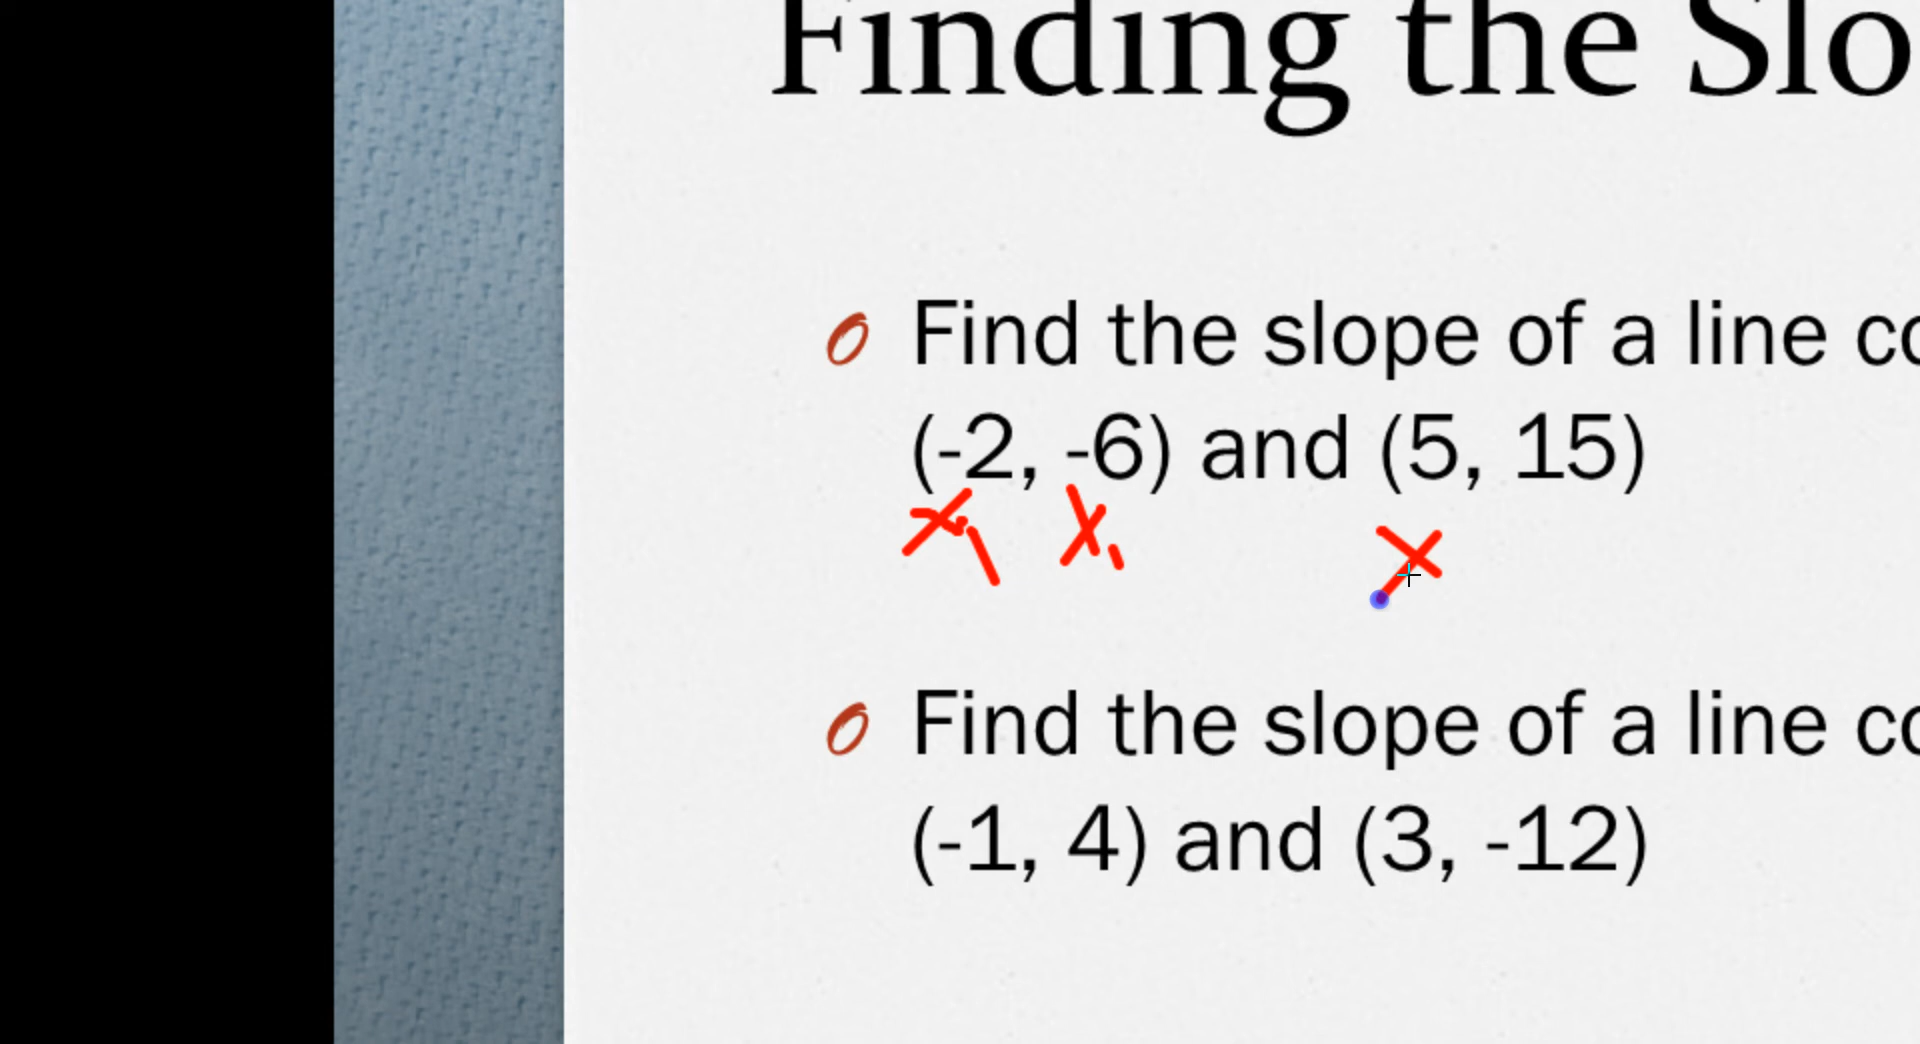 Finding the Slo
Find the slope of a line co
(-2, -6) and (5, 15)
x₁ y₁ x
Find the slope of a line co
(-1, 4) and (3, -12)